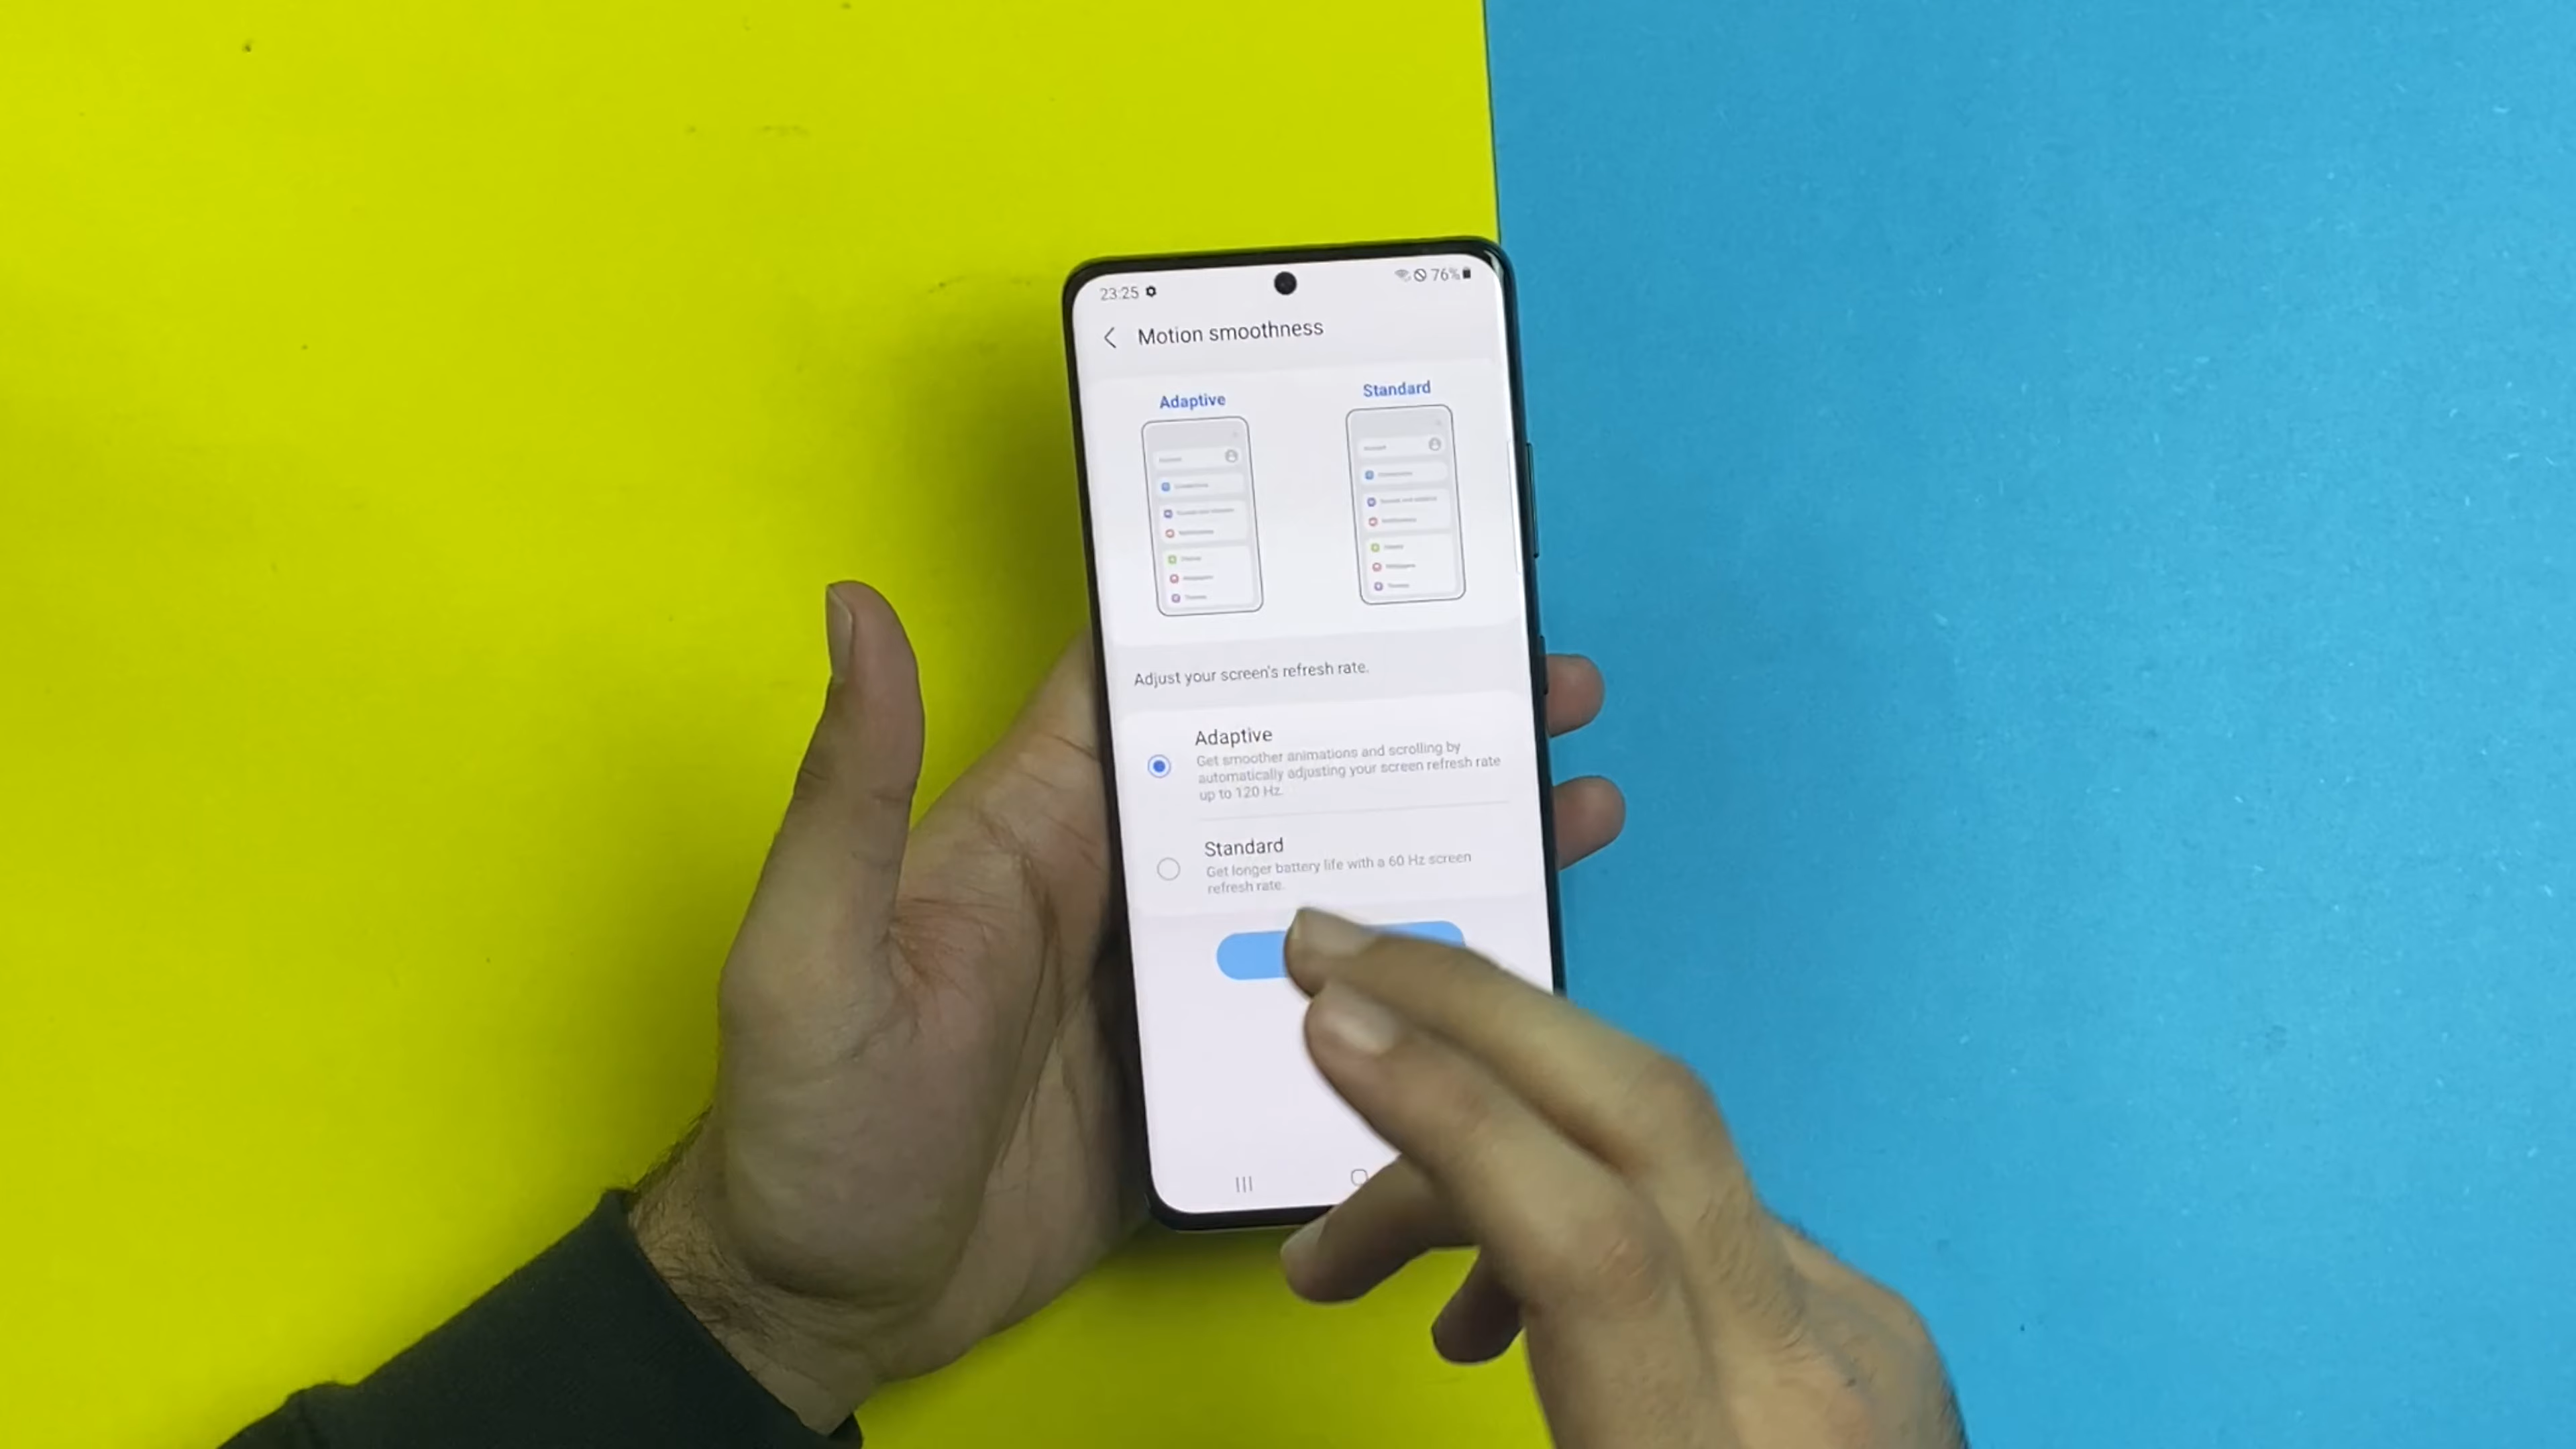 23:25
76%
Motion smoothness
Adaptive
Standard
Adjust your screen's refresh rate.
Adaptive
Get smoother animations and scrolling by
automatically adjusting your screen refresh rate
up to 120 Hz.
Standard
Get longer battery life with a 60 Hz screen
refresh rate.